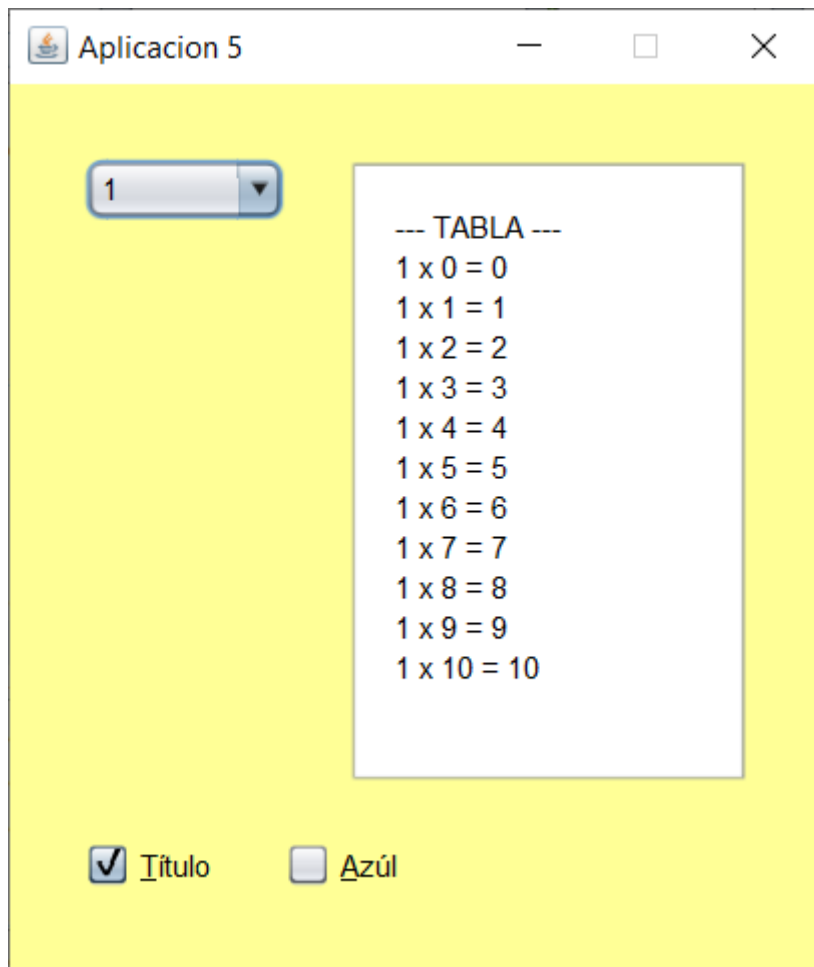 Aplicacion 5
1
--- TABLA ---
1 x 0 = 0
1 x 1 = 1
1 x 2 = 2
1 x 3 = 3
1 x 4 = 4
1 x 5 = 5
1 x 6 = 6
1 x 7 = 7
1 x 8 = 8
1 x 9 = 9
1 x 10 = 10
Título Azúl